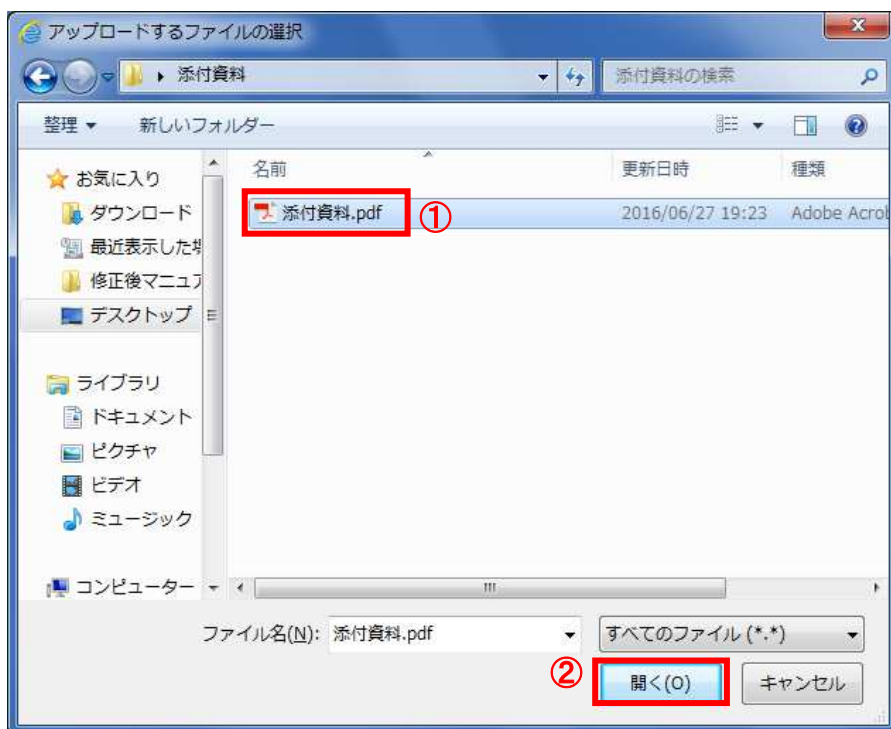 アップロードするファイルの選択
添付資料
添付資料の検索
整理
新しいフォルダー
名前
更新日時
種類
添付資料.pdf
①
2016/06/27 19:23
Adobe Acrob
お気に入り
ダウンロード
最近表示した場
修正後マニュア
デスクトップ
ライブラリ
ドキュメント
ピクチャ
ビデオ
ミュージック
コンピューター
ファイル名(N):
添付資料.pdf
すべてのファイル (*.*)
②
開く(O)
キャンセル